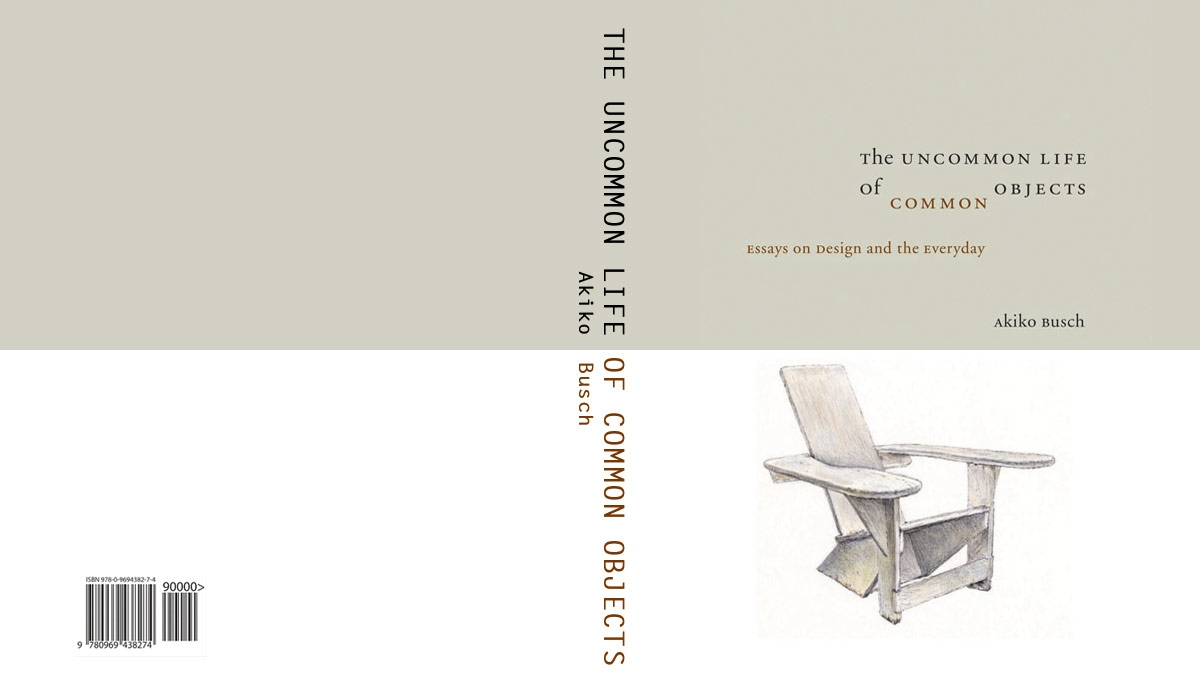 THE UNCOMMON LIFE OF COMMON OBJECTS
Akiko Busch
The UNCOMMON LIFE
of COMMON OBJECTS
Essays on Design and the Everyday
Akiko Busch
ISBN 978-0-9694382-7-4
90000>
9 780969 438274